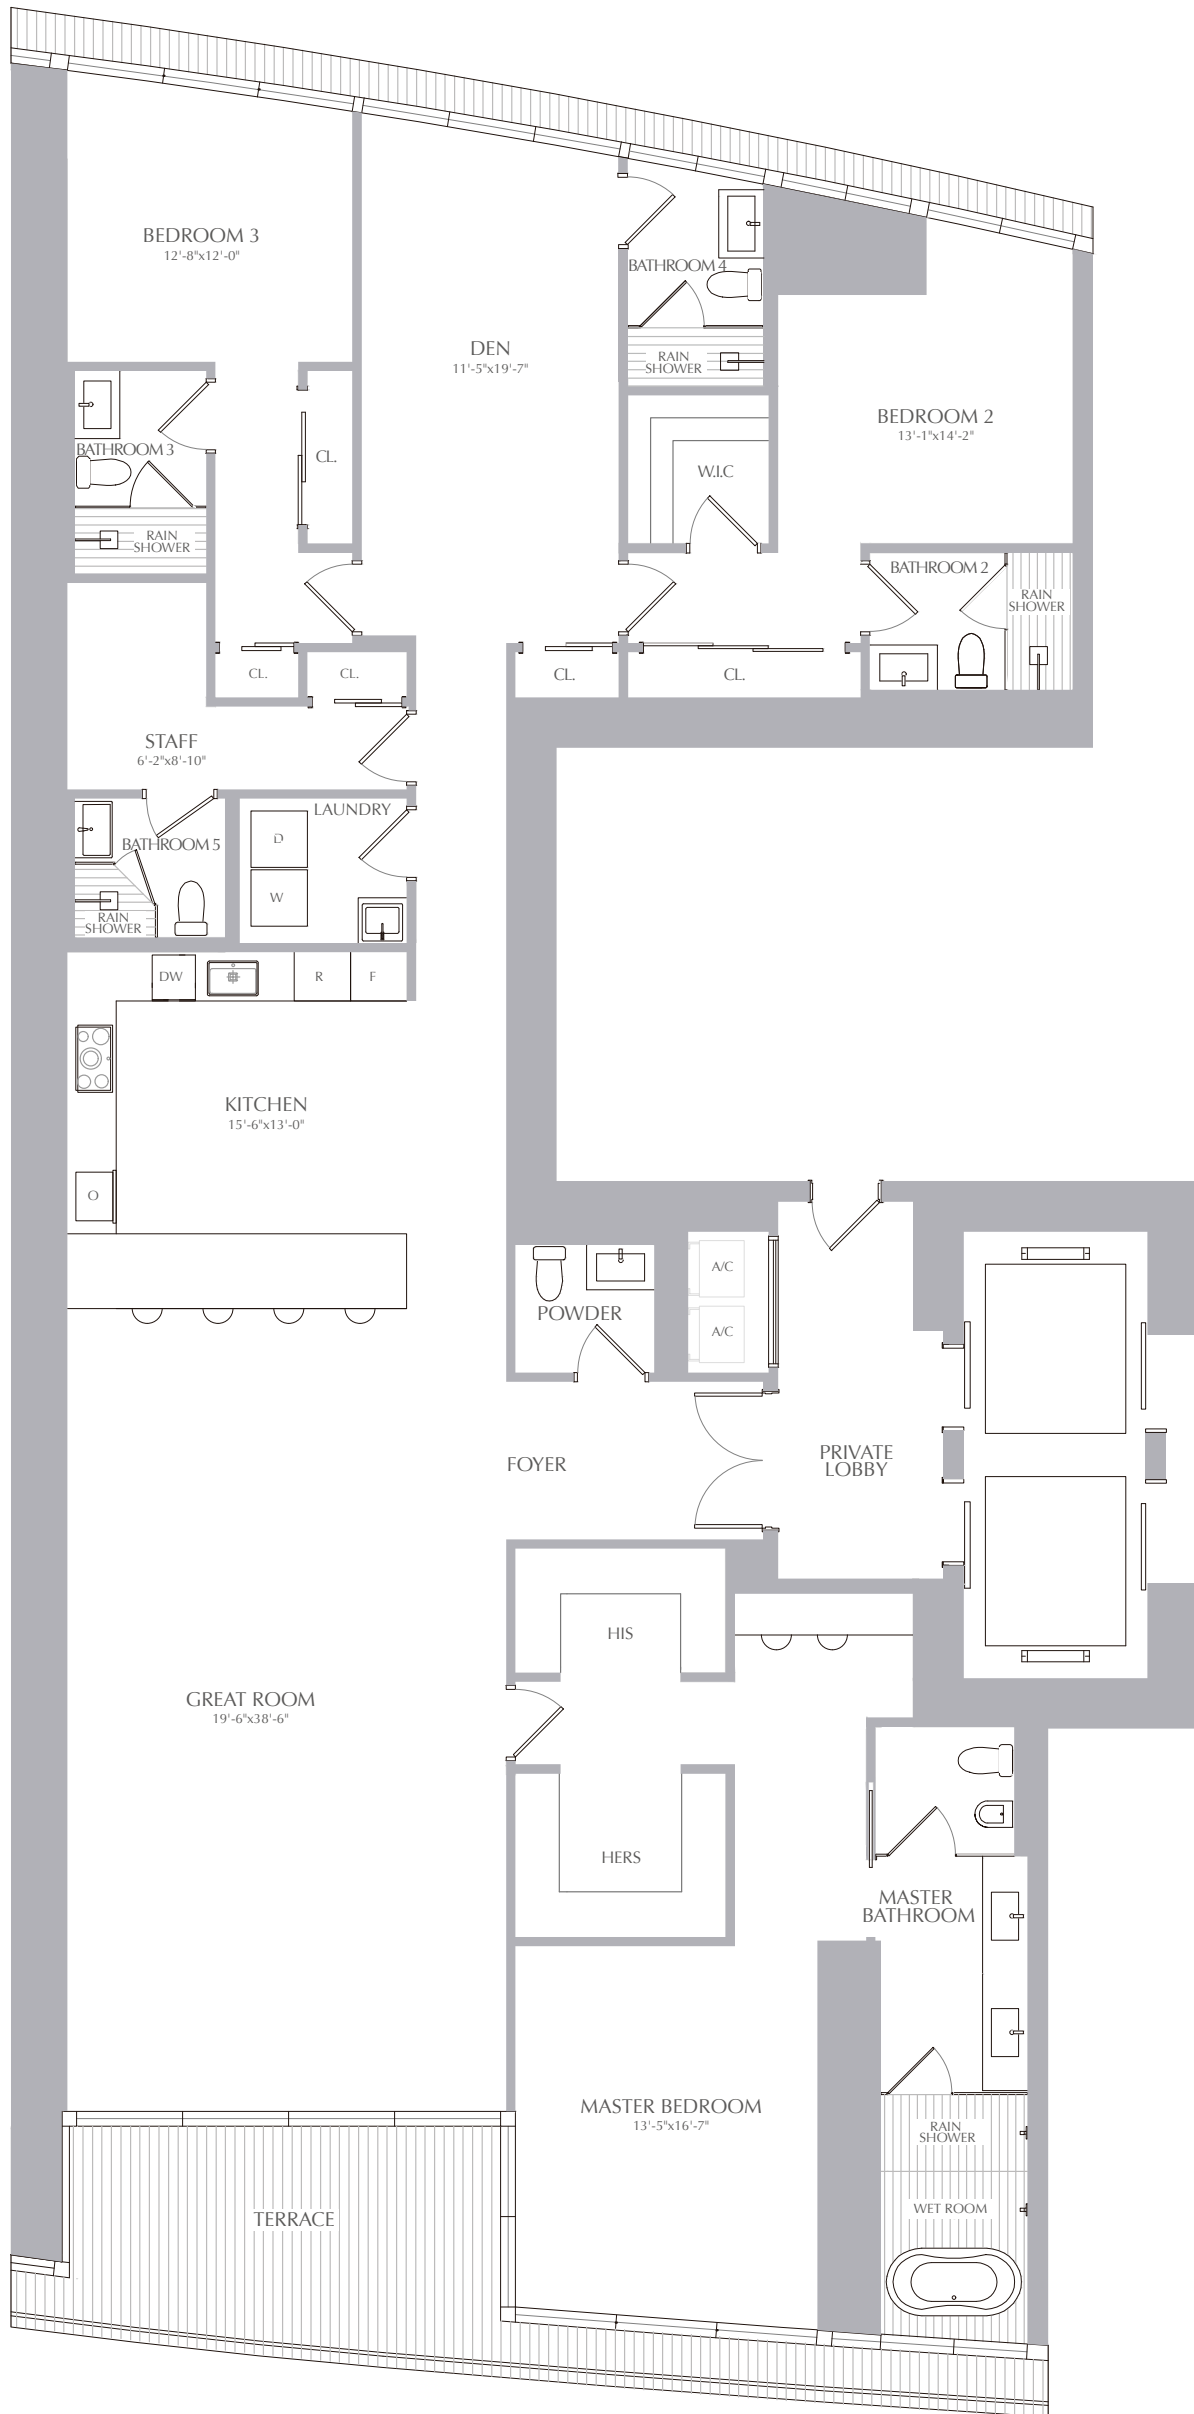 BEDROOM 3
12'-8"x12'-0"
BATHROOM 4
DEN
11'-5"x19'-7"
RAIN
SHOWER
BEDROOM 2
13'-1"x14'-2"
BATHROOM 3
CL.
W.I.C
RAIN
SHOWER
BATHROOM 2
RAIN
SHOWER
CL.
CL.
CL.
CL.
STAFF
6'-2"x8'-10"
LAUNDRY
D
BATHROOM 5
W
RAIN
SHOWER
DW
R
F
KITCHEN
15'-6"x13'-0"
O
A/C
POWDER
A/C
FOYER
PRIVATE
LOBBY
HIS
GREAT ROOM
19'-6"x38'-6"
HERS
MASTER
BATHROOM
MASTER BEDROOM
13'-5"x16'-7"
RAIN
SHOWER
WET ROOM
TERRACE